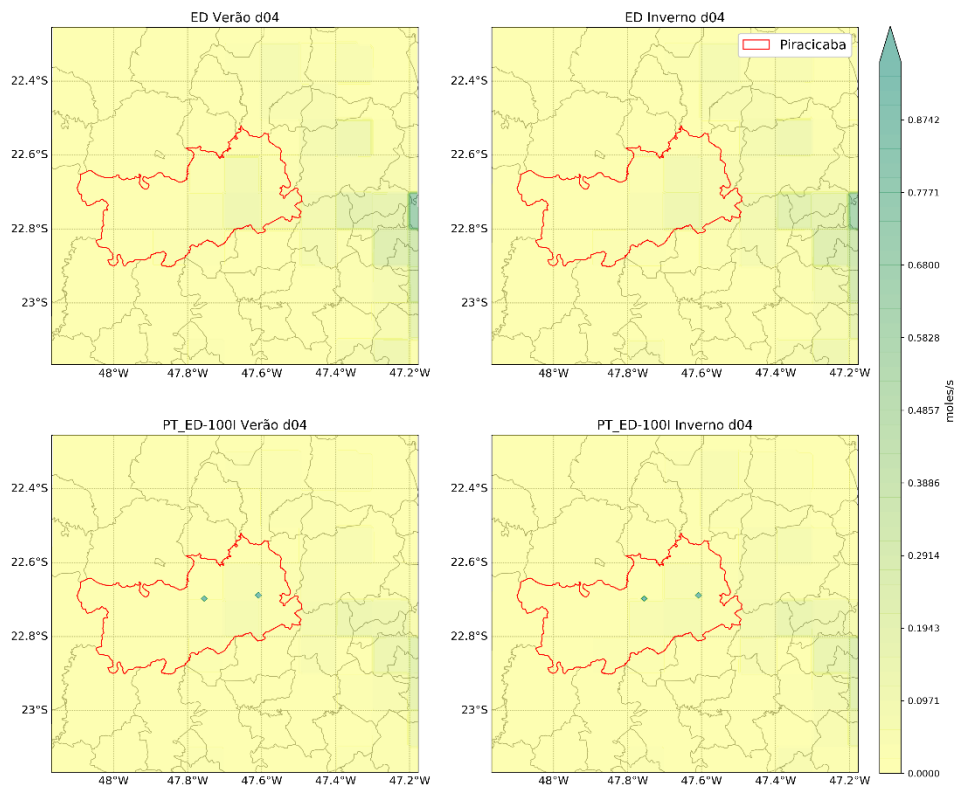 ED Verão d04
22.4°S
22.6°S
22.8°S
23°S
48°W 47.8°W 47.6°W 47.4°W 47.2°W
ED Inverno d04
Piracicaba
22.4°S
22.6°S
22.8°S
23°S
48°W 47.8°W 47.6°W 47.4°W 47.2°W
PT_ED-100I Verão d04
22.4°S
22.6°S
22.8°S
23°S
48°W 47.8°W 47.6°W 47.4°W 47.2°W
PT_ED-100I Inverno d04
22.4°S
22.6°S
22.8°S
23°S
48°W 47.8°W 47.6°W 47.4°W 47.2°W
0.8742
0.7771
0.6800
0.5828
0.4857
0.3886
0.2914
0.1943
0.0971
0.0000
moles/s